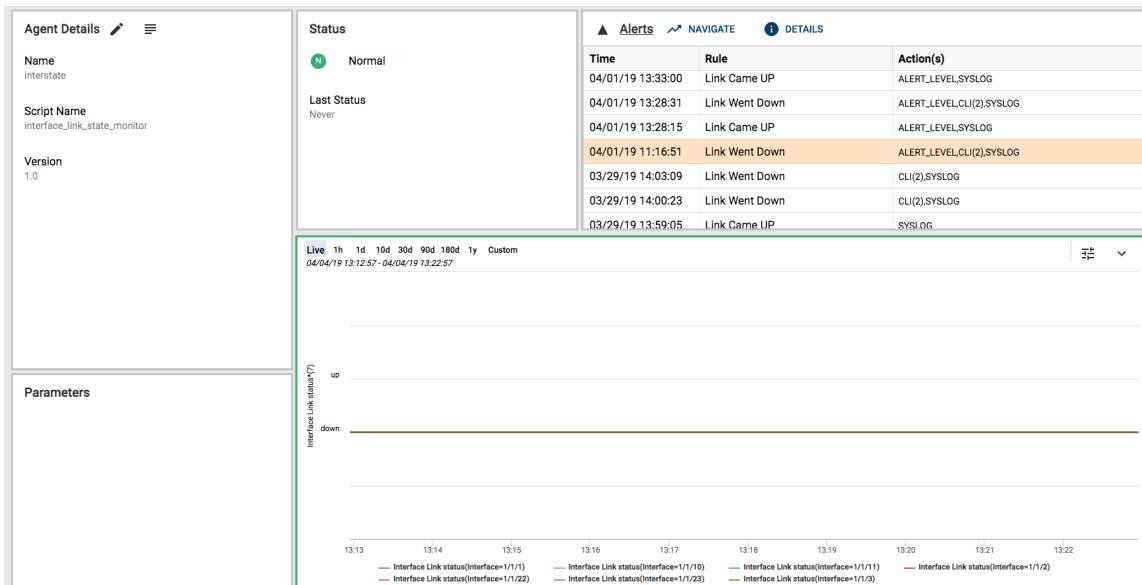 Agent Details
Name
interstate
Script Name
interface_link_state_monitor
Version
1.0
Parameters
Status
N Normal
Last Status
Never
Alerts NAVIGATE i DETAILS
Time Rule Action(s)
04/01/19 13:33:00 Link Came UP ALERT_LEVEL,SYSLOG
04/01/19 13:28:31 Link Went Down ALERT_LEVEL,CLI(2),SYSLOG
04/01/19 13:28:15 Link Came UP ALERT_LEVEL,SYSLOG
04/01/19 11:16:51 Link Went Down ALERT_LEVEL,CLI(2),SYSLOG
03/29/19 14:03:09 Link Went Down CLI(2),SYSLOG
03/29/19 14:00:23 Link Went Down CLI(2),SYSLOG
03/29/19 13:59:05 Link Came UP SYSLOG
Live 1h 1d 10d 30d 90d 180d 1y Custom
04/04/19 13:12:57 - 04/04/19 13:22:57
Interface Link status*(7)
up
down
13:13 13:14 13:15 13:16 13:17 13:18 13:19 13:20 13:21 13:22
Interface Link status(Interface=1/1/1) Interface Link status(Interface=1/1/10) Interface Link status(Interface=1/1/11) Interface Link status(Interface=1/1/2)
Interface Link status(Interface=1/1/22) Interface Link status(Interface=1/1/23) Interface Link status(Interface=1/1/3)